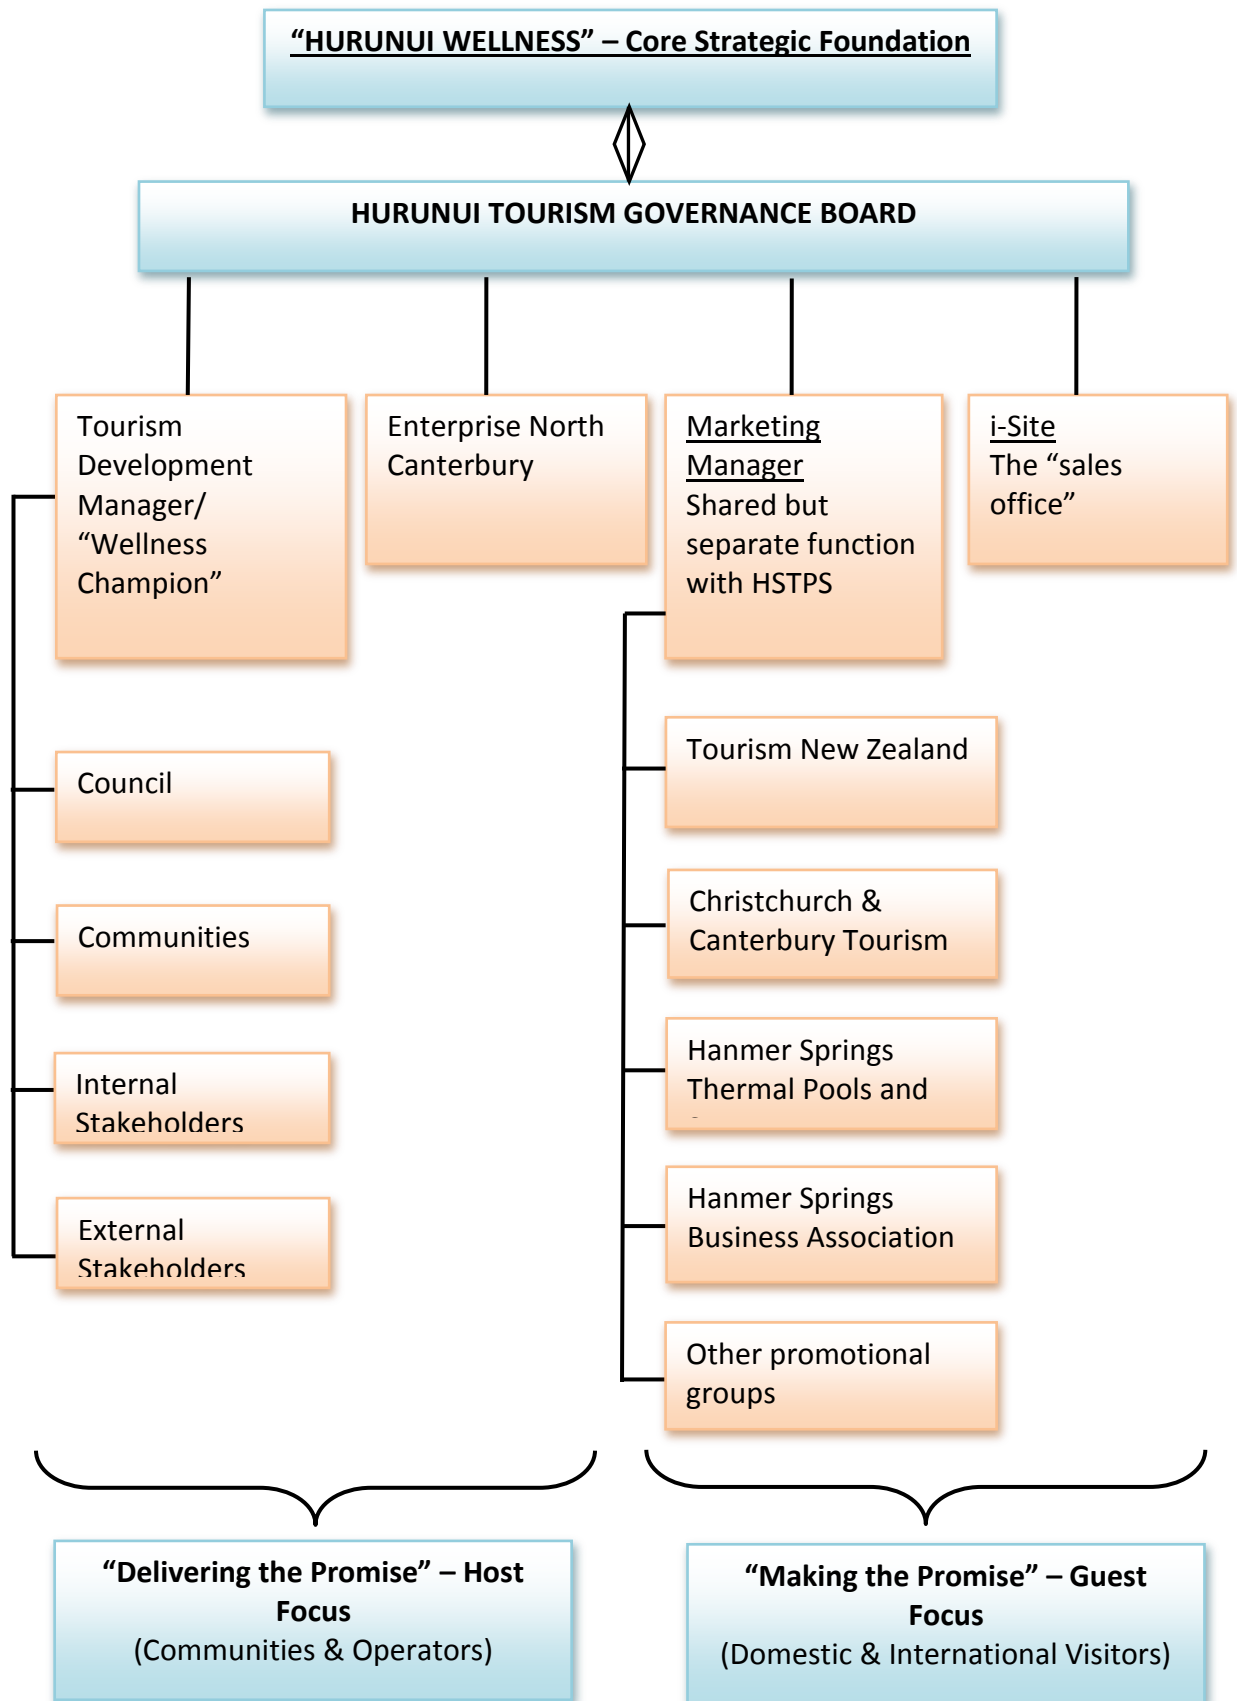 “HURUNUI WELLNESS” – Core Strategic Foundation
HURUNUI TOURISM GOVERNANCE BOARD
Tourism
Development
Manager/
“Wellness
Champion”
Enterprise North
Canterbury
Marketing
Manager
Shared but
separate function
with HSTPS
i-Site
The “sales
office”
Council
Communities
Internal
Stakeholders
External
Stakeholders
Tourism New Zealand
Christchurch &
Canterbury Tourism
Hanmer Springs
Thermal Pools and
Hanmer Springs
Business Association
Other promotional
groups
“Delivering the Promise” – Host
Focus
(Communities & Operators)
“Making the Promise” – Guest
Focus
(Domestic & International Visitors)